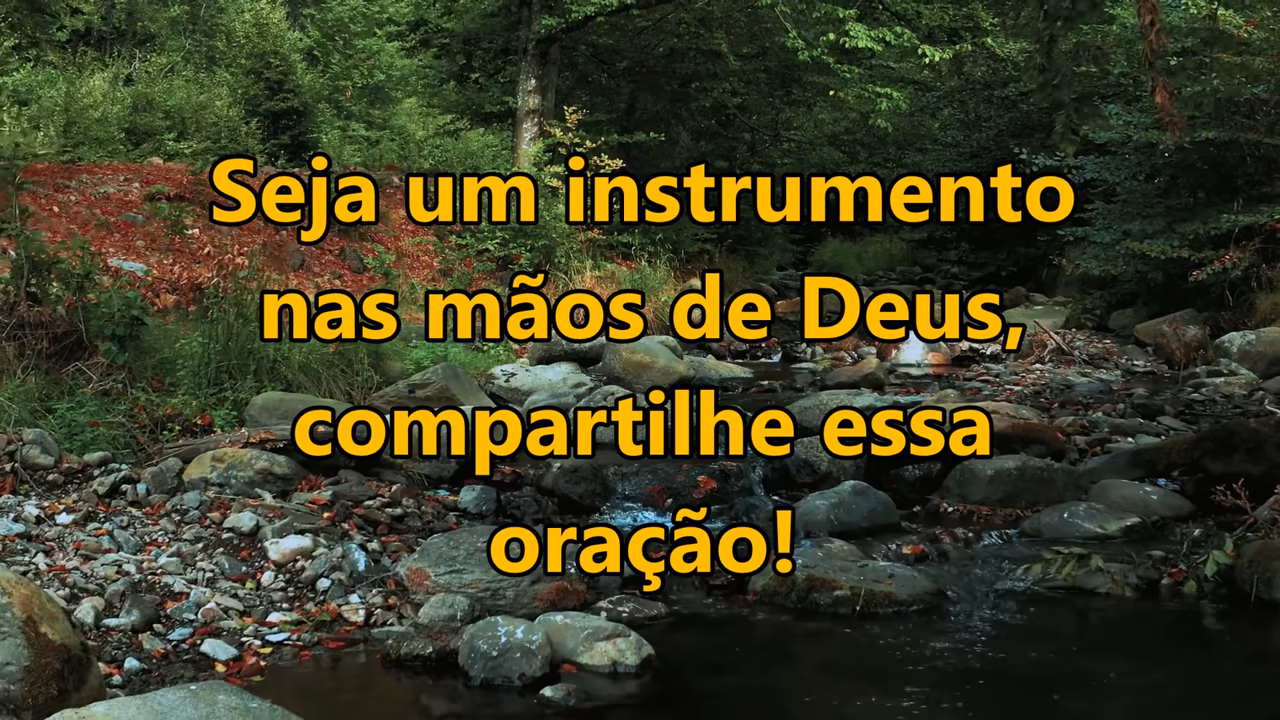 Seja um instrumento
nas mãos de Deus,
compartilhe essa
oração!